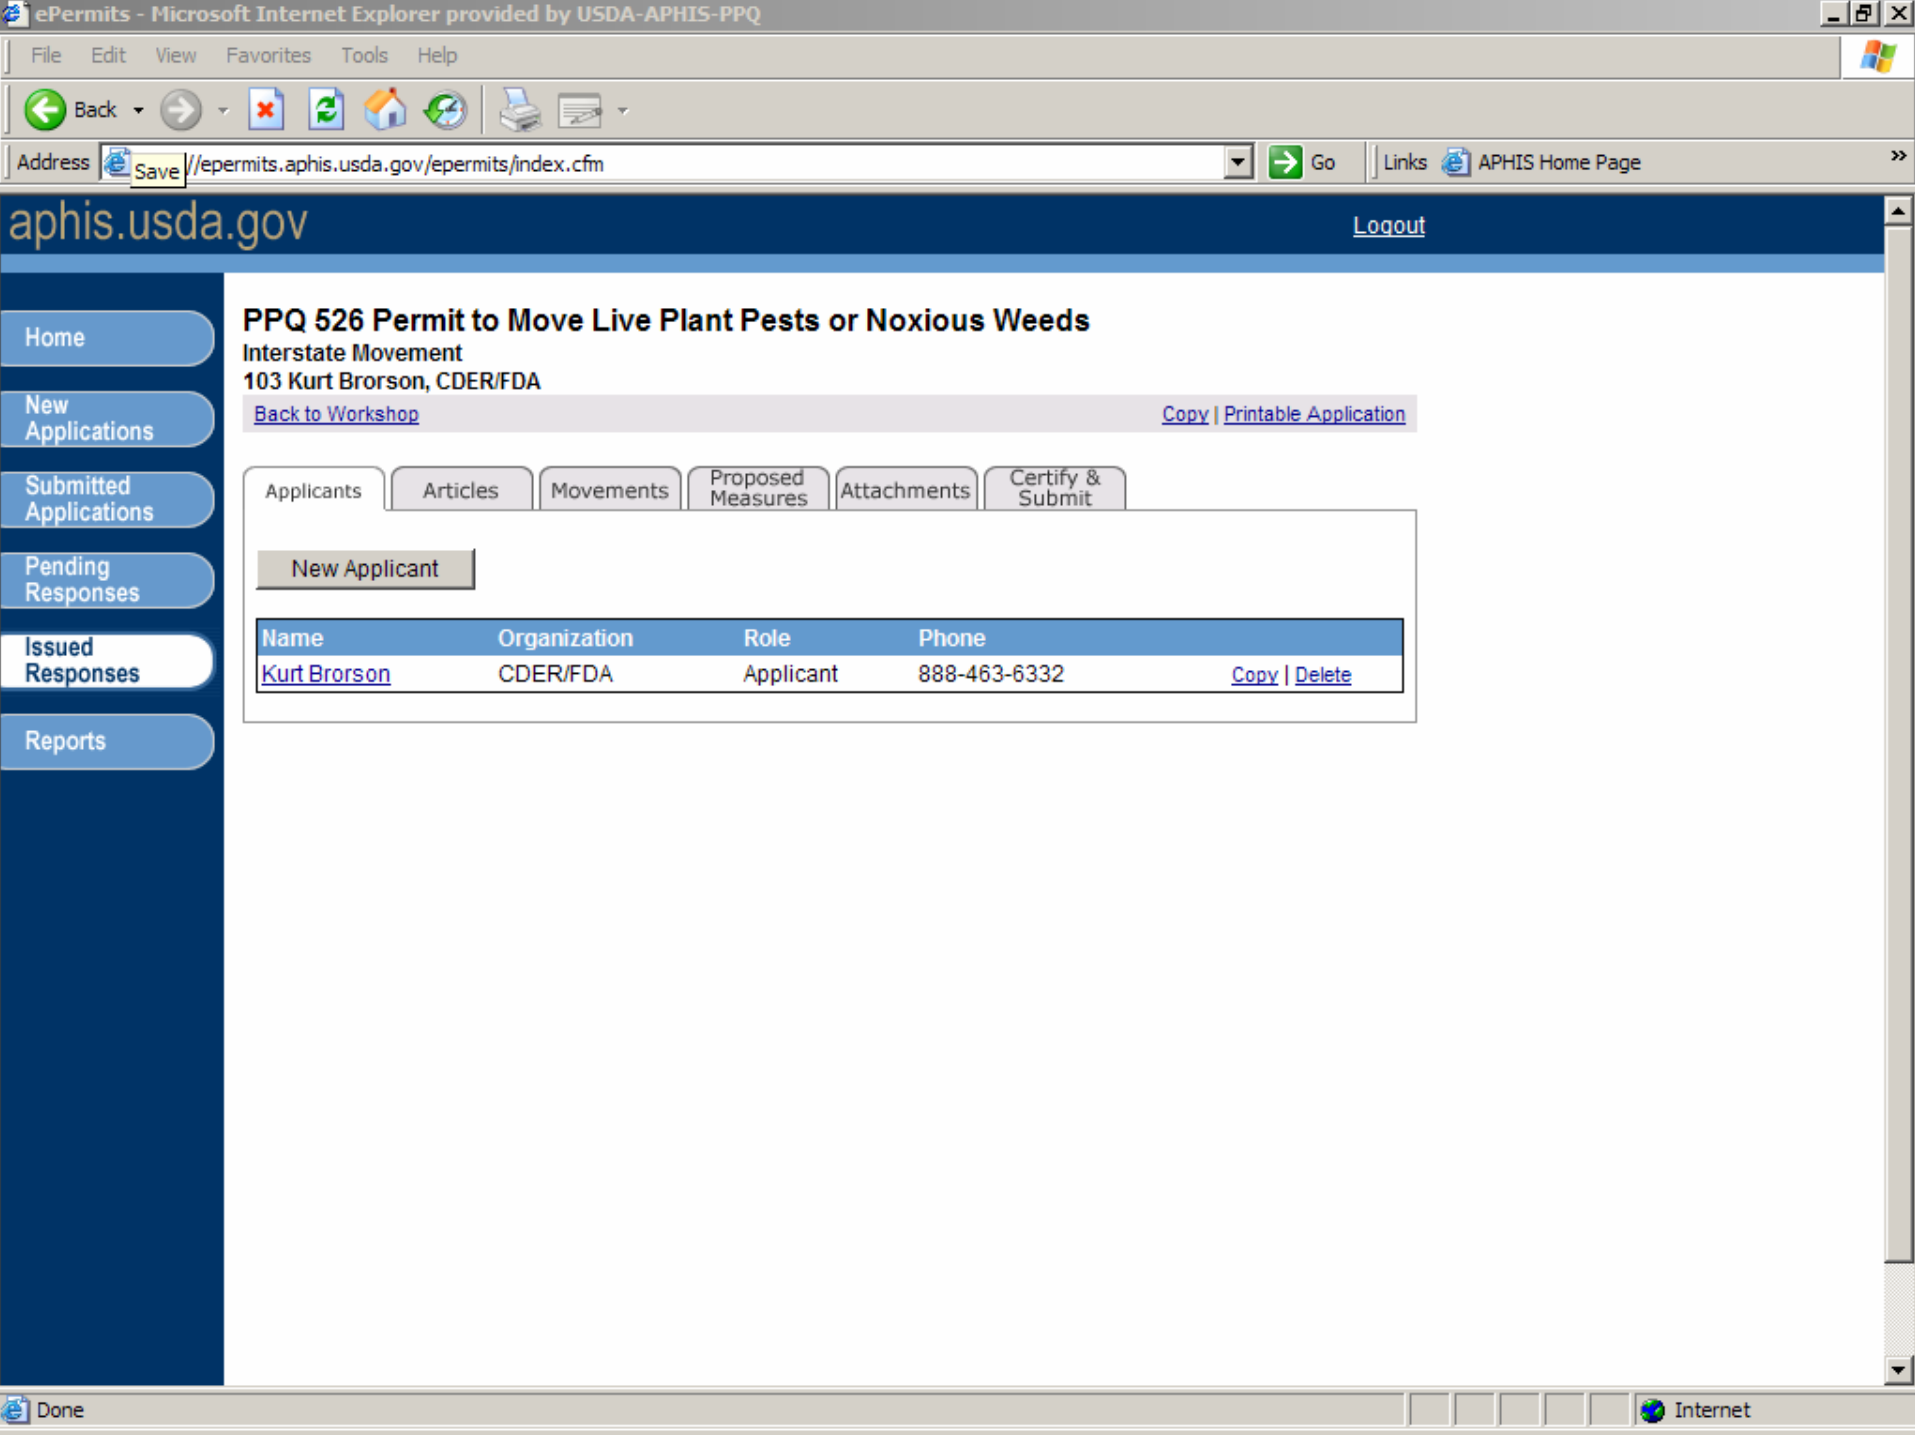 ePermits - Microsoft Internet Explorer provided by USDA-APHIS-PPQ
File Edit View Favorites Tools Help
Back
Address Save //epermits.aphis.usda.gov/epermits/index.cfm Go Links APHIS Home Page »
aphis.usda.gov Logout
Home
New
Applications
Submitted
Applications
Pending
Responses
Issued
Responses
Reports
PPQ 526 Permit to Move Live Plant Pests or Noxious Weeds
Interstate Movement
103 Kurt Brorson, CDER/FDA
Back to Workshop Copy | Printable Application
Applicants Articles Movements Proposed Measures Attachments Certify & Submit
New Applicant
Name Organization Role Phone
Kurt Brorson CDER/FDA Applicant 888-463-6332 Copy | Delete
Done Internet